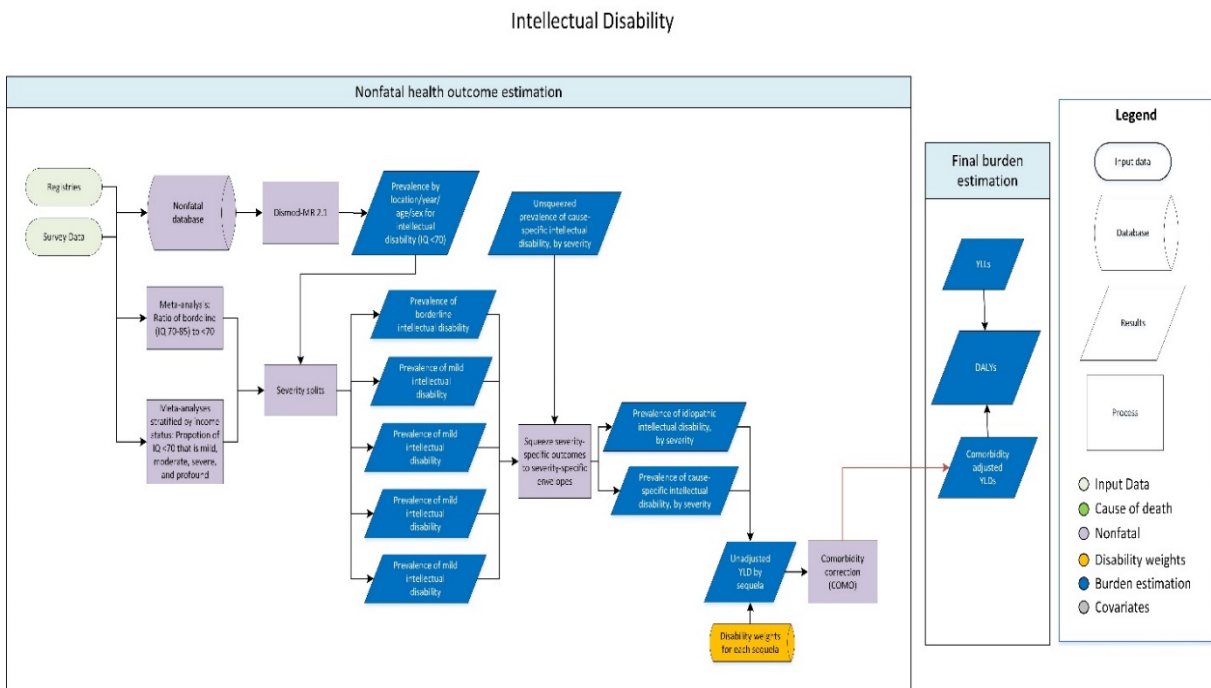 Intellectual Disability
Nonfatal health outcome estimation
Registries
Survey Data
Nonfatal
database
Dismod-MR 2.1
Prevalence by
location/year/
age/sex for
intellectual
disability (IQ <70)
Unsqueezed
prevalence of cause-
specific intellectual
disability, by severity
Meta-analysis:
Ratio of borderline
(IQ 70-85) to <70
Meta-analyses
stratified by income
status: Propotion of
IQ <70 that is mild,
moderate, severe,
and profound
Severity splits
Prevalence of
borderline
intellectual disability
Prevalence of mild
intellectual
disability
Prevalence of mild
intellectual
disability
Prevalence of mild
intellectual
disability
Prevalence of mild
intellectual
disability
Squeeze severity-
specific outcomes
to severity-specific
envelopes
Prevalence of idiopathic
intellectual disability,
by severity
Prevalence of cause-
specific intellectual
disability, by severity
Unadjusted
YLD by
sequela
Disability weights
for each sequela
Comorbidity
correction
(COMO)
Final burden
estimation
YLLs
DALYs
Comorbidity
adjusted
YLDs
Legend
Input data
Database
Results
Process
Input Data
Cause of death
Nonfatal
Disability weights
Burden estimation
Covariates